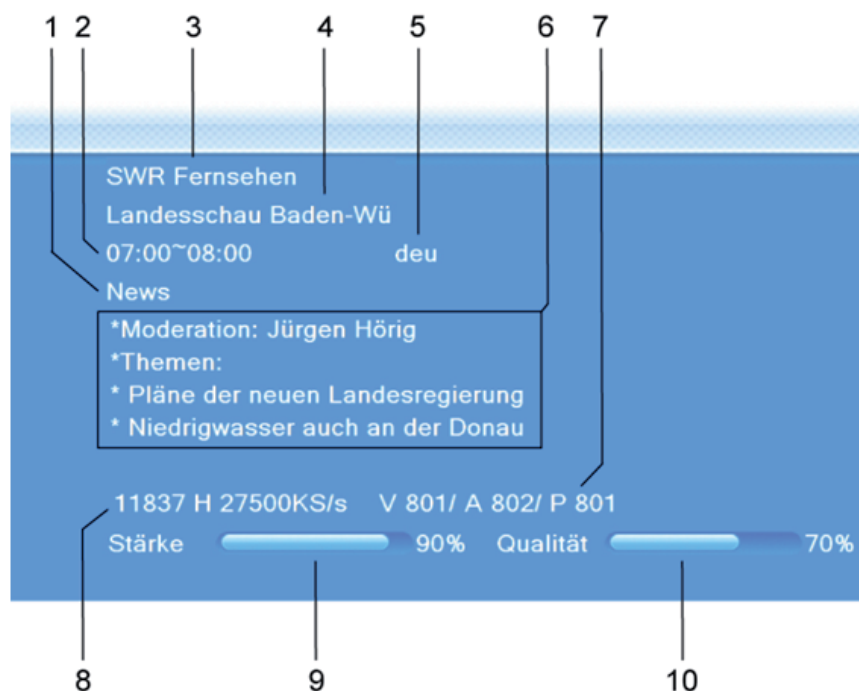 1 2 3 4 5 6 7
SWR Fernsehen
Landesschau Baden-Wü
07:00~08:00 deu
News
*Moderation: Jürgen Hörig
*Themen:
* Pläne der neuen Landesregierung
* Niedrigwasser auch an der Donau
11837 H 27500KS/s V 801/ A 802/ P 801
Stärke 90% Qualität 70%
8 9 10